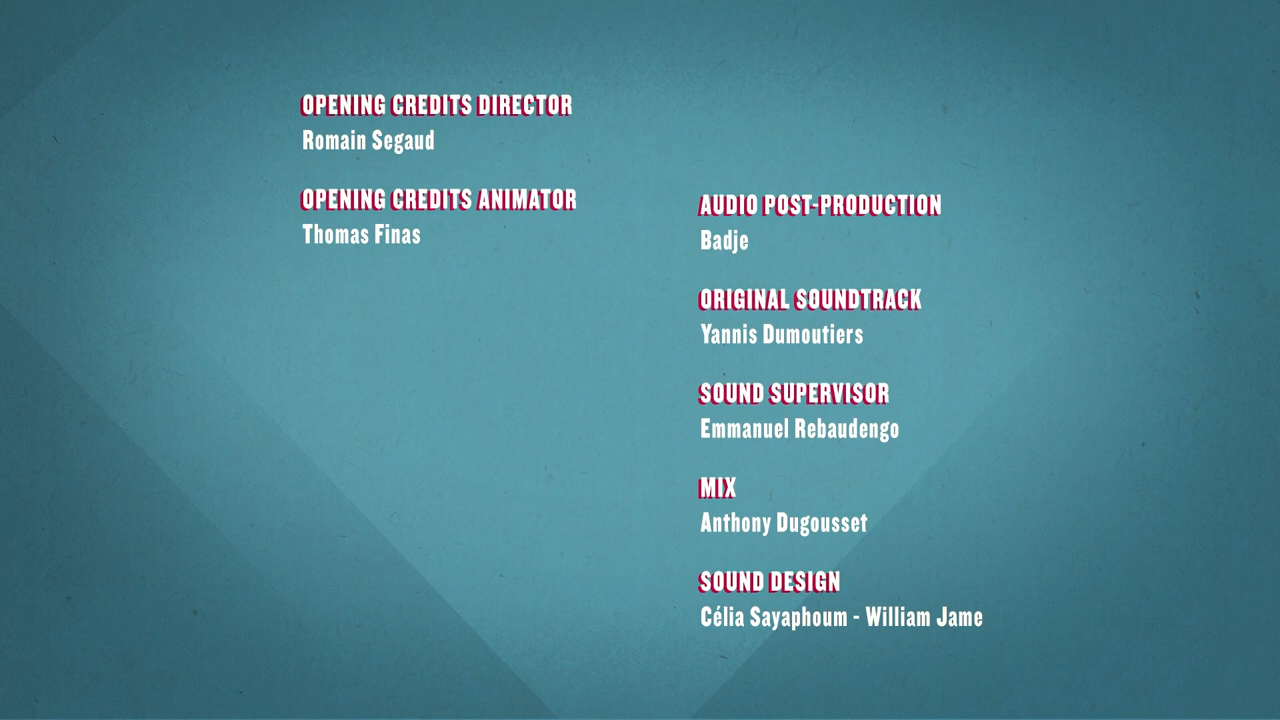 OPENING CREDITS DIRECTOR
Romain Segaud
OPENING CREDITS ANIMATOR
Thomas Finas
AUDIO POST-PRODUCTION
Badje
ORIGINAL SOUNDTRACK
Yannis Dumoutiers
SOUND SUPERVISOR
Emmanuel Rebaudengo
MIX
Anthony Dugousset
SOUND DESIGN
Célia Sayaphoum - William Jame